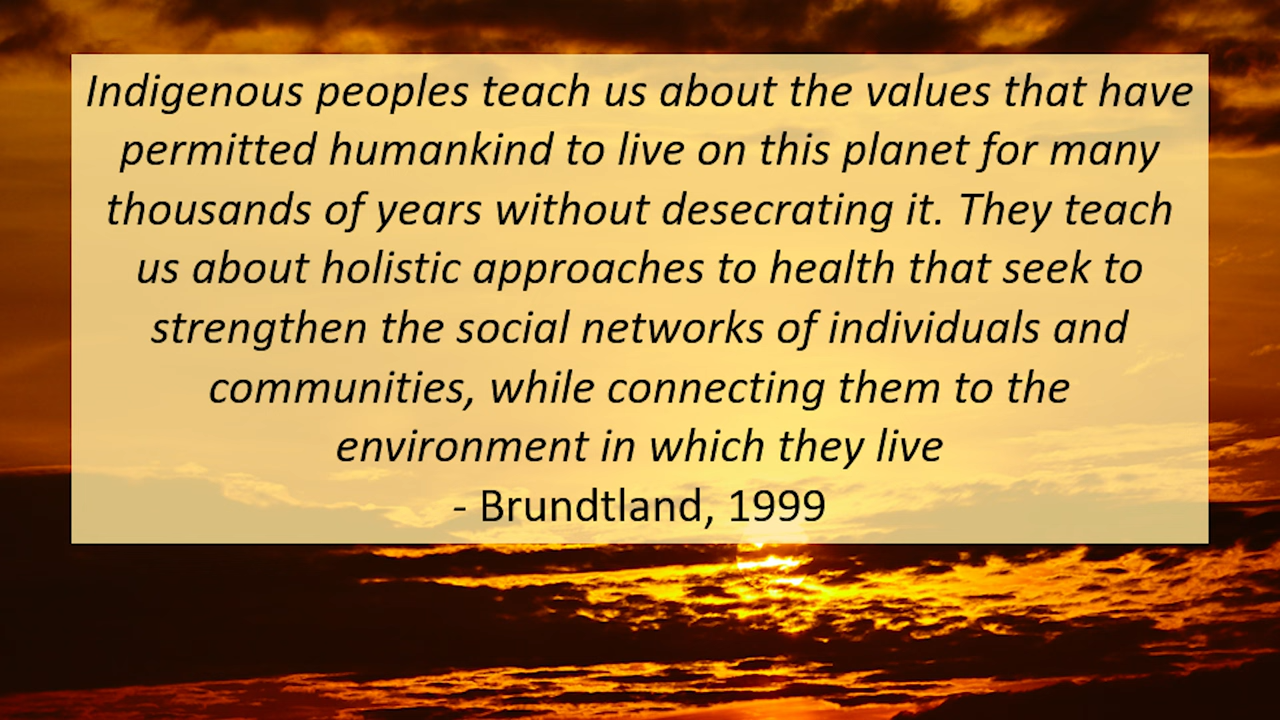 Indigenous peoples teach us about the values that have
permitted humankind to live on this planet for many
thousands of years without desecrating it. They teach
us about holistic approaches to health that seek to
strengthen the social networks of individuals and
communities, while connecting them to the
environment in which they live
- Brundtland, 1999